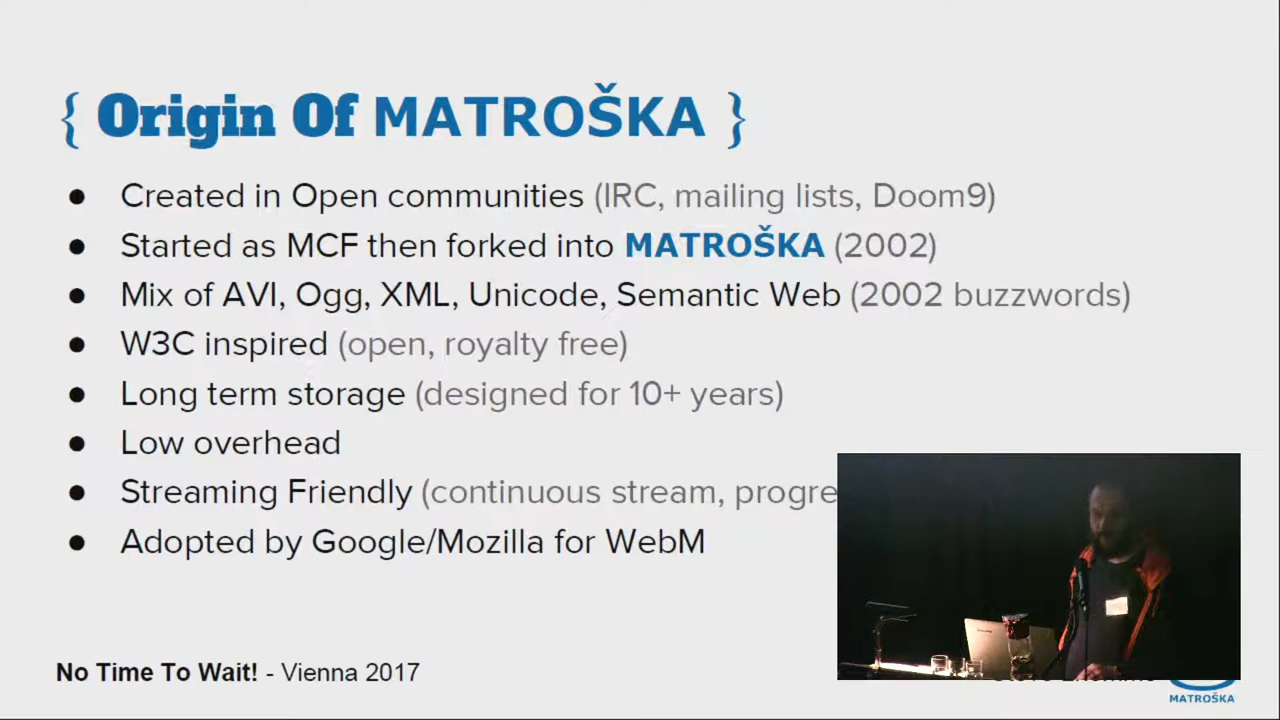 { Origin Of MATROŠKA }
● Created in Open communities (IRC, mailing lists, Doom9)
● Started as MCF then forked into MATROŠKA (2002)
● Mix of AVI, Ogg, XML, Unicode, Semantic Web (2002 buzzwords)
● W3C inspired (open, royalty free)
● Long term storage (designed for 10+ years)
● Low overhead
● Streaming Friendly (continuous stream, progre
● Adopted by Google/Mozilla for WebM
No Time To Wait! - Vienna 2017
MATROŠKA